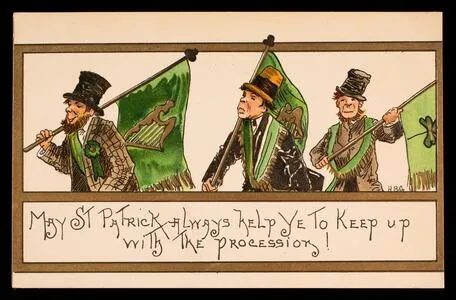 H.B.G.
May St Patrick always help ye to keep up
with the procession!